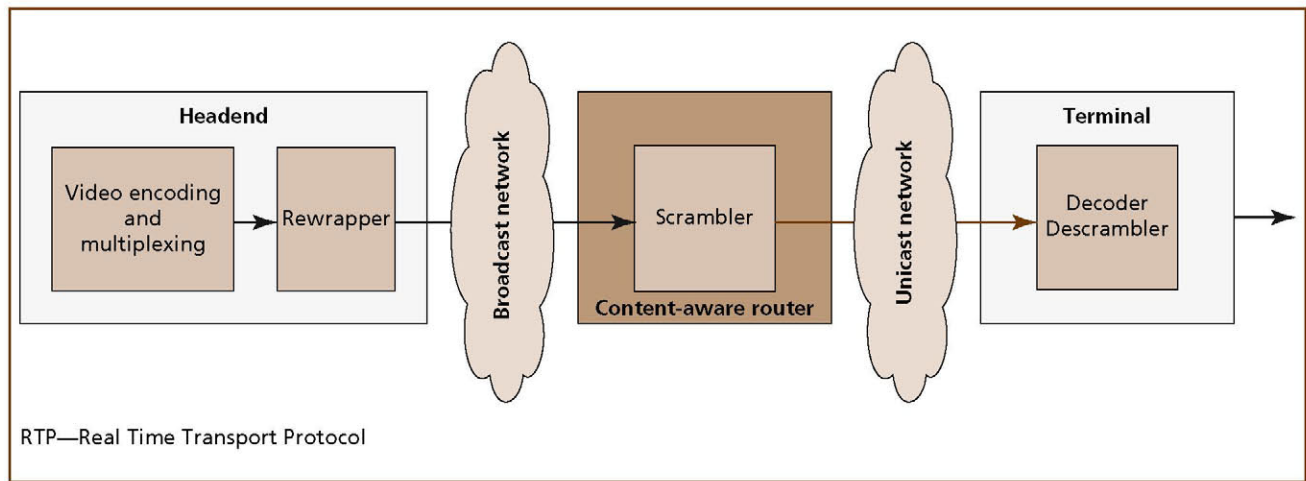 Headend
Video encoding
and
multiplexing
Rewrapper
Broadcast network
Scrambler
Content-aware router
Unicast network
Terminal
Decoder
Descrambler
RTP—Real Time Transport Protocol